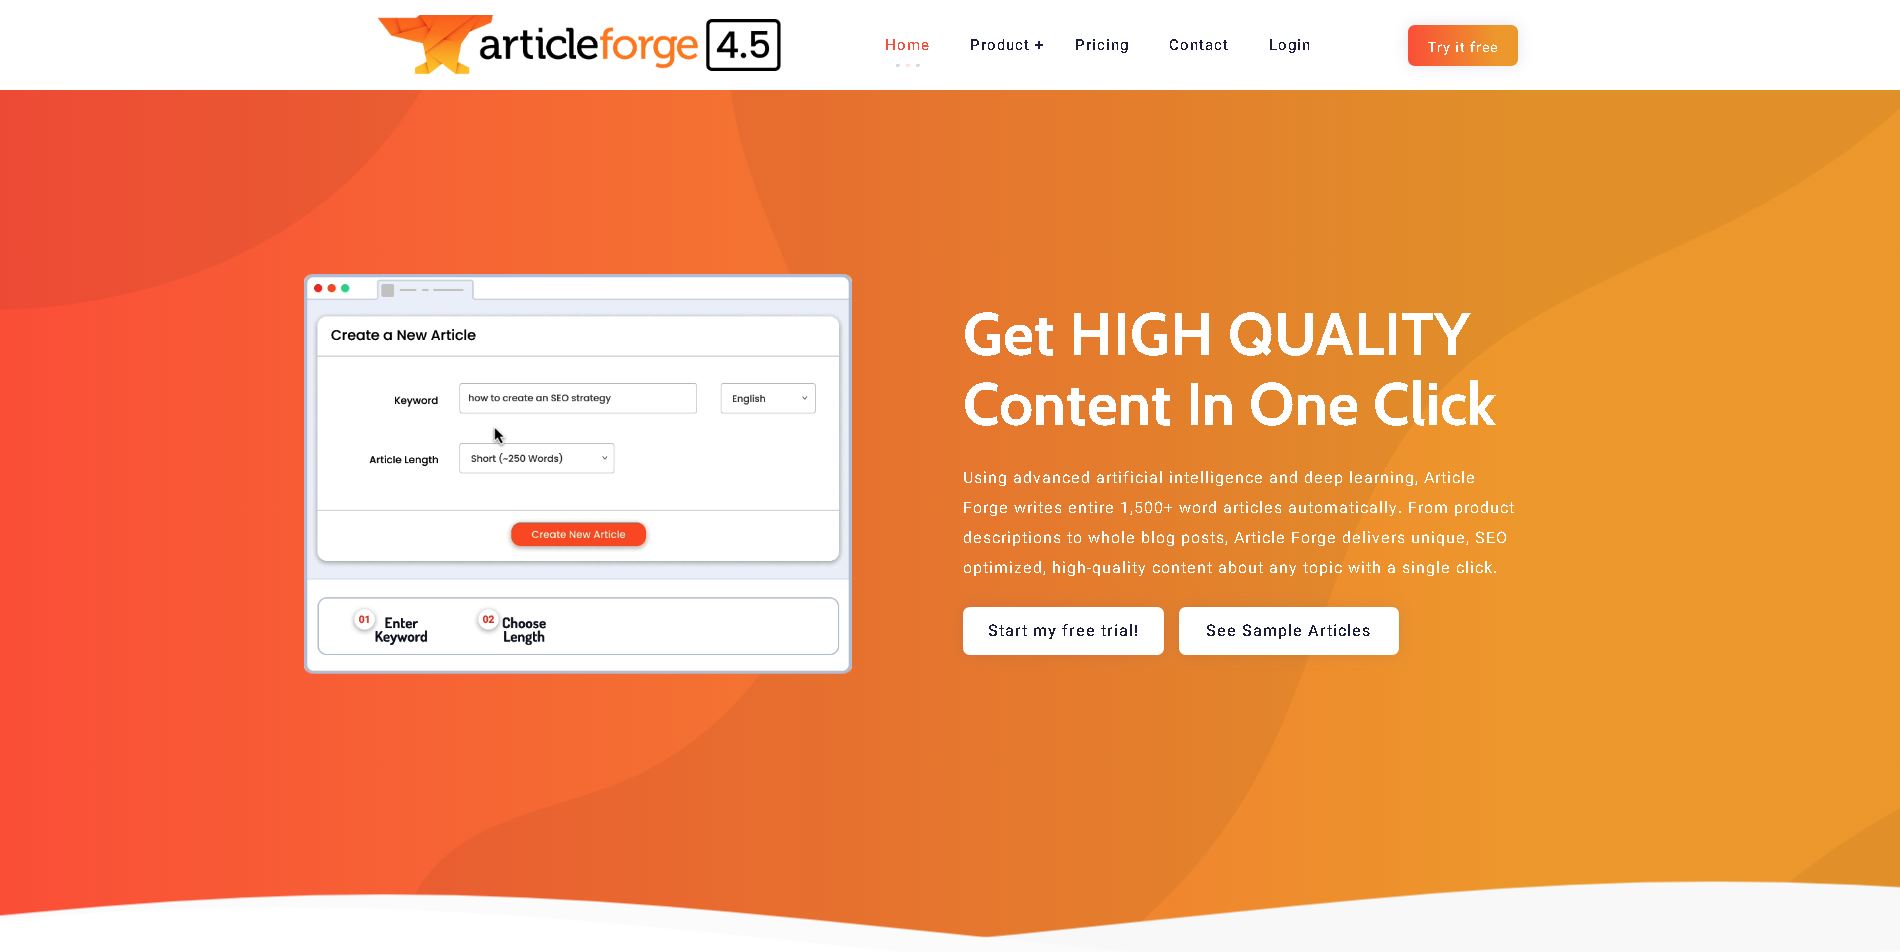 articleforge 4.5
Home
Product +
Pricing
Contact
Login
Try it free
Create a New Article
Keyword
how to create an SEO strategy
English
Article Length
Short (~250 Words)
Create New Article
01 Enter
Keyword
02 Choose
Length
Get HIGH QUALITY
Content In One Click
Using advanced artificial intelligence and deep learning, Article
Forge writes entire 1,500+ word articles automatically. From product
descriptions to whole blog posts, Article Forge delivers unique, SEO
optimized, high-quality content about any topic with a single click.
Start my free trial!
See Sample Articles